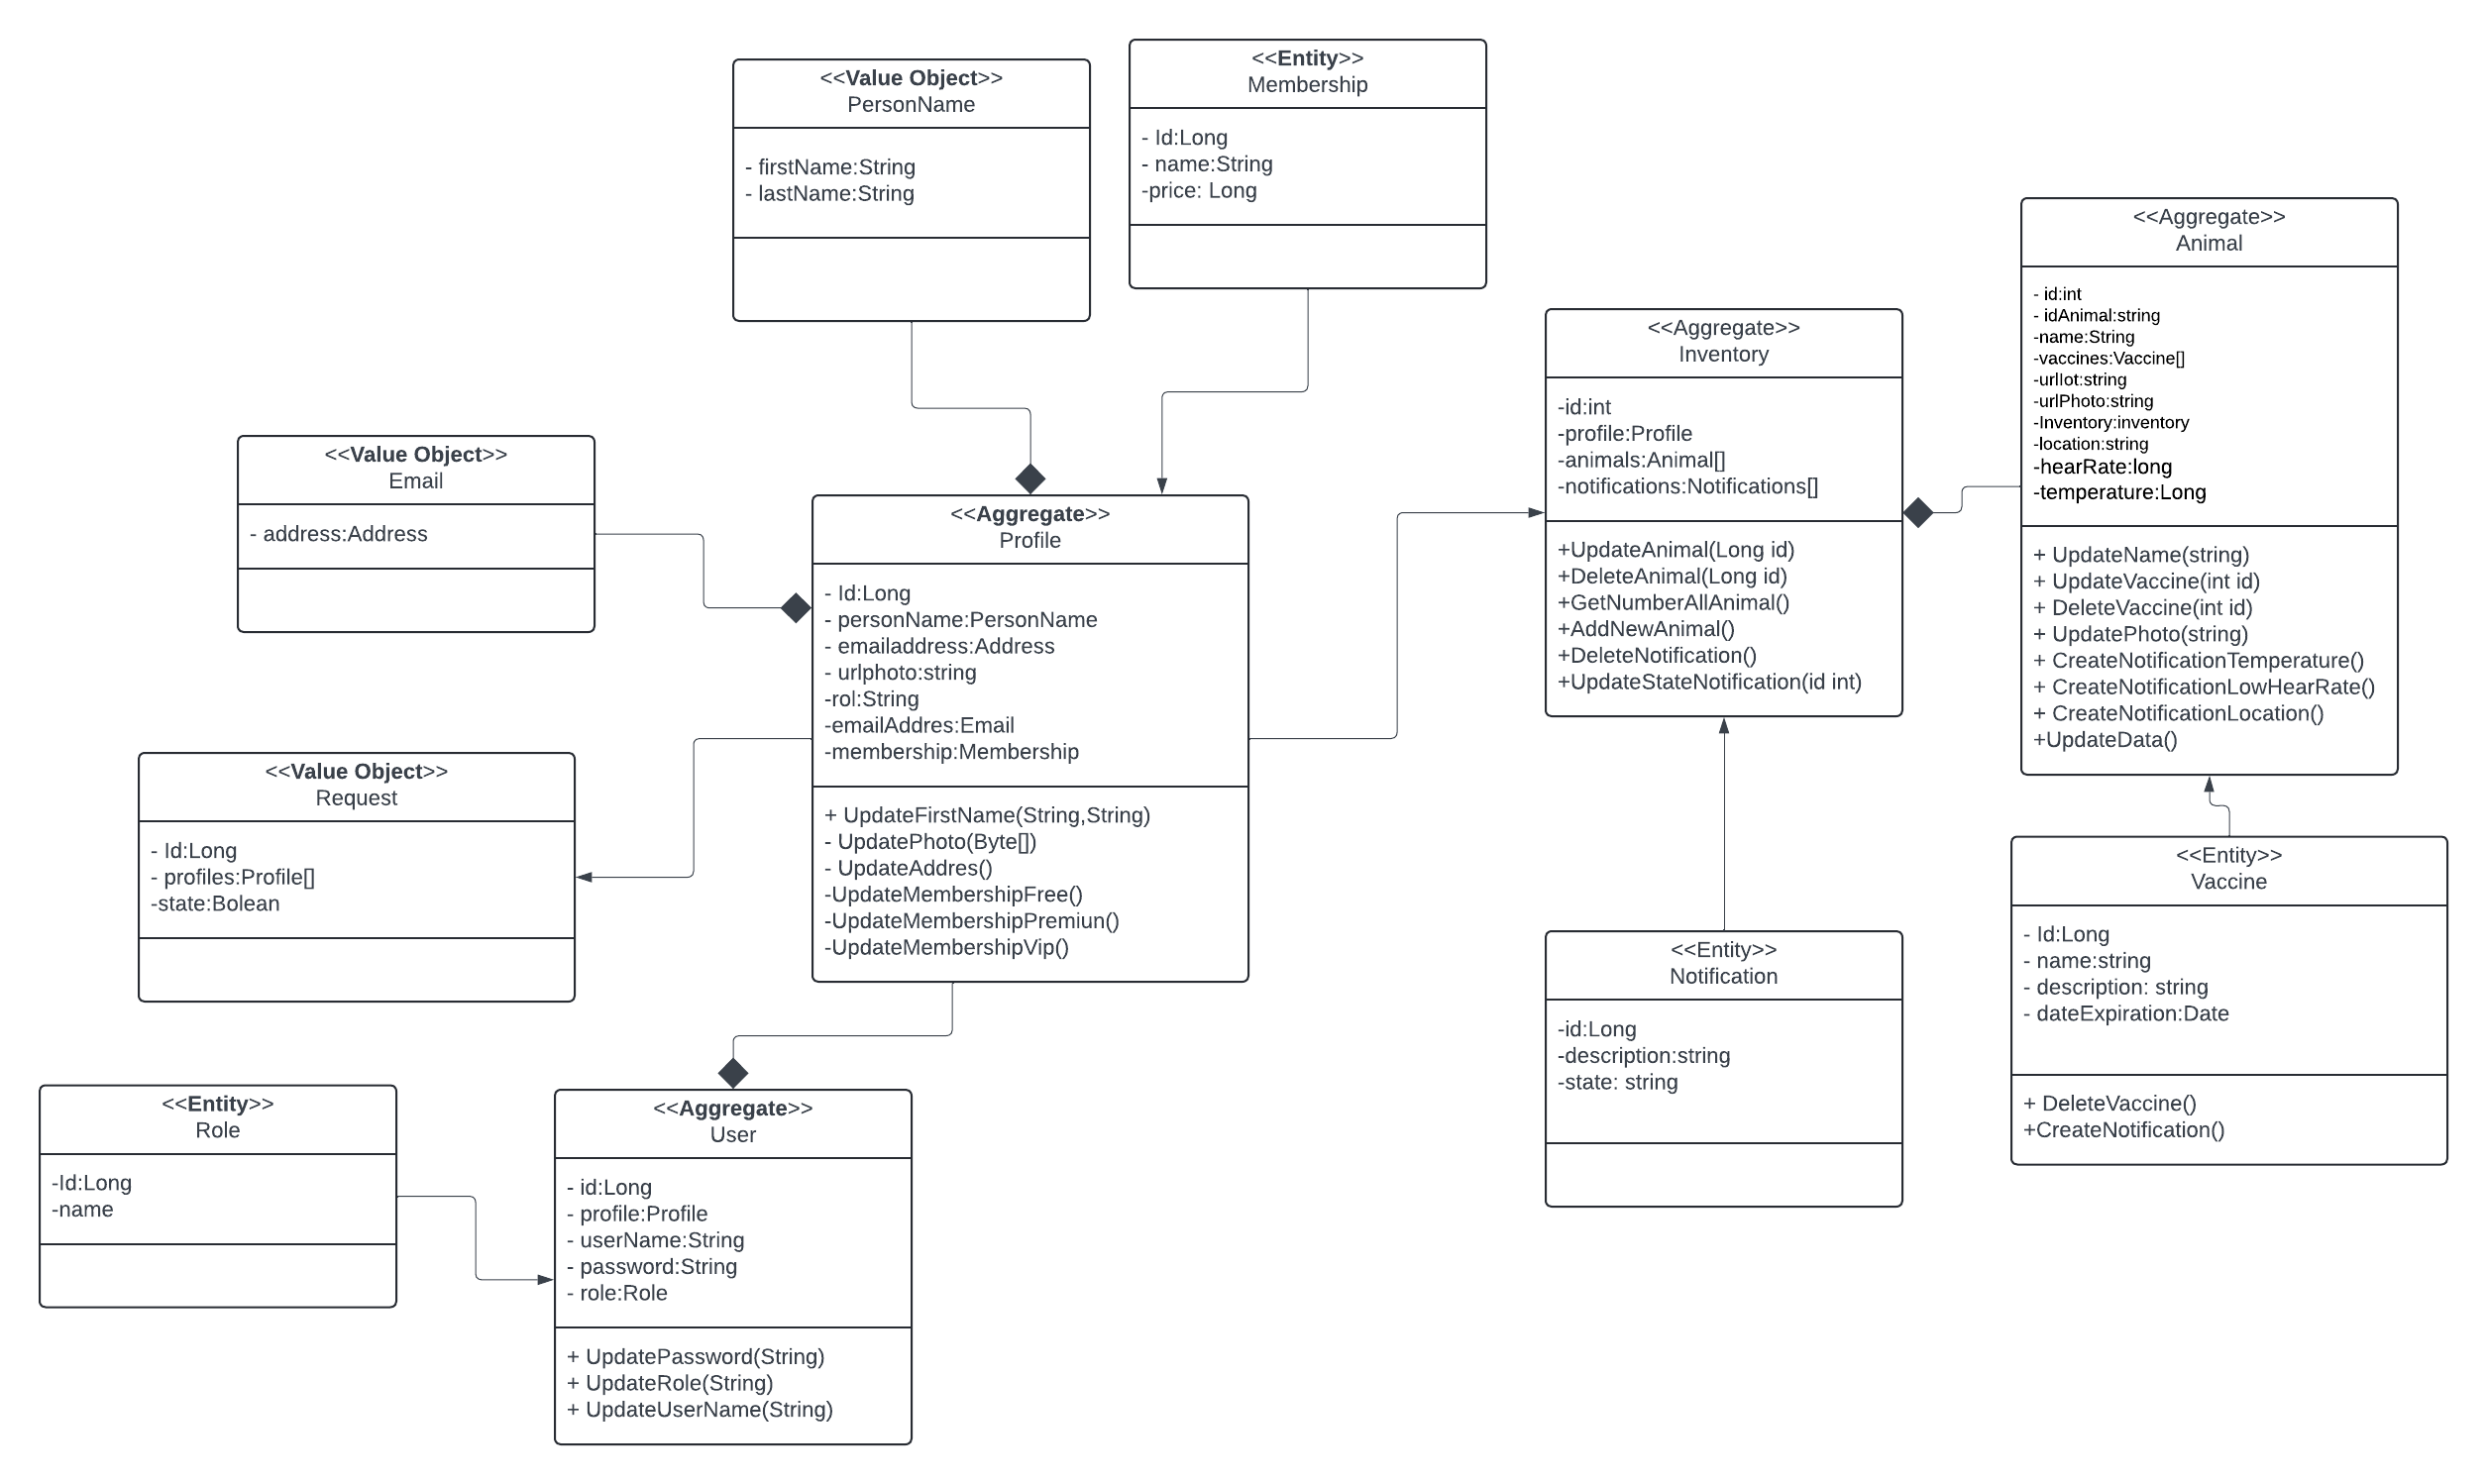 <<Value Object>>
PersonName
- firstName:String
- lastName:String
<<Entity>>
Membership
- Id:Long
- name:String
-price: Long
<<Aggregate>>
Animal
- id:int
- idAnimal:string
-name:String
-vaccines:Vaccine[]
-urlIot:string
-urlPhoto:string
-Inventory:inventory
-location:string
-hearRate:long
-temperature:Long
+ UpdateName(string)
+ UpdateVaccine(int id)
+ DeleteVaccine(int id)
+ UpdatePhoto(string)
+ CreateNotificationTemperature()
+ CreateNotificationLowHearRate()
+ CreateNotificationLocation()
+UpdateData()
<<Aggregate>>
Inventory
-id:int
-profile:Profile
-animals:Animal[]
-notifications:Notifications[]
+UpdateAnimal(Long id)
+DeleteAnimal(Long id)
+GetNumberAllAnimal()
+AddNewAnimal()
+DeleteNotification()
+UpdateStateNotification(id int)
<<Value Object>>
Email
- address:Address
<<Aggregate>>
Profile
- Id:Long
- personName:PersonName
- emailaddress:Address
- urlphoto:string
-rol:String
-emailAddres:Email
-membership:Membership
+ UpdateFirstName(String,String)
- UpdatePhoto(Byte[])
- UpdateAddres()
-UpdateMembershipFree()
-UpdateMembershipPremiun()
-UpdateMembershipVip()
<<Value Object>>
Request
- Id:Long
- profiles:Profile[]
-state:Bolean
<<Entity>>
Vaccine
- Id:Long
- name:string
- description: string
- dateExpiration:Date
+ DeleteVaccine()
+CreateNotification()
<<Entity>>
Notification
-id:Long
-description:string
-state: string
<<Entity>>
Role
-Id:Long
-name
<<Aggregate>>
User
- id:Long
- profile:Profile
- userName:String
- password:String
- role:Role
+ UpdatePassword(String)
+ UpdateRole(String)
+ UpdateUserName(String)